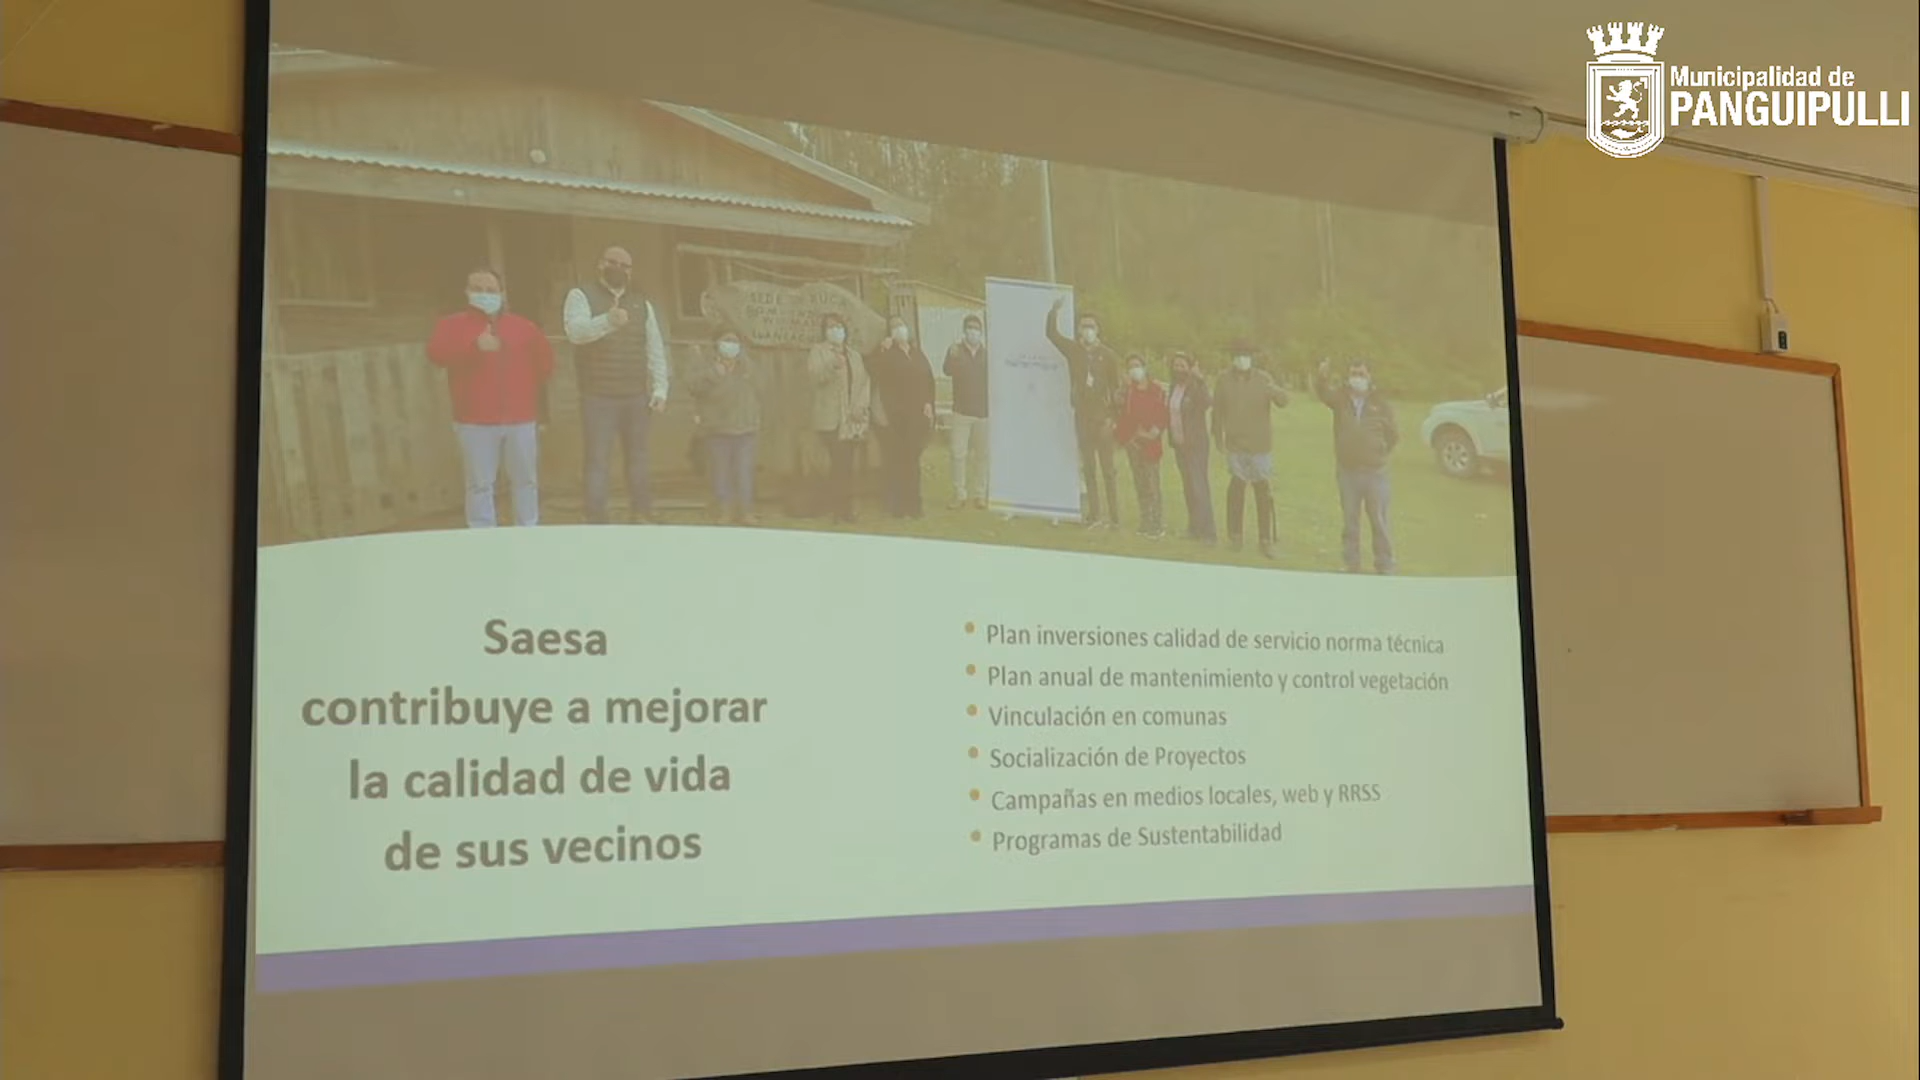 Municipalidad de
PANGUIPULLI
Saesa
contribuye a mejorar
la calidad de vida
de sus vecinos
• Plan inversiones calidad de servicio norma técnica
• Plan anual de mantenimiento y control vegetación
• Vinculación en comunas
• Socialización de Proyectos
• Campañas en medios locales, web y RRSS
• Programas de Sustentabilidad